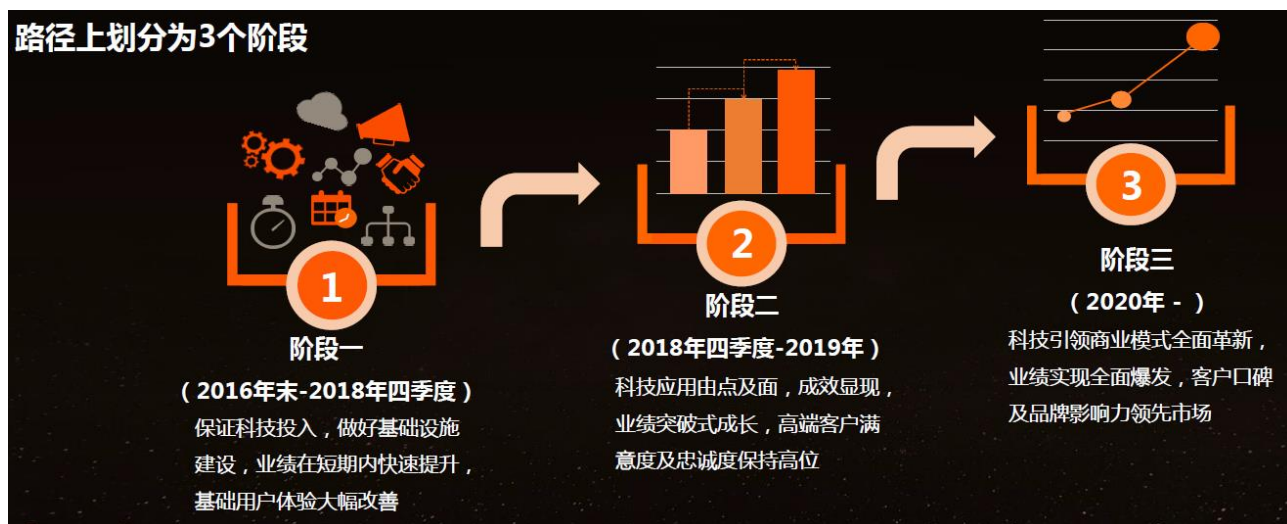 路径上划分为3个阶段
1
阶段一
（2016年末-2018年四季度）
保证科技投入，做好基础设施
建设，业绩在短期内快速提升，
基础用户体验大幅改善
2
阶段二
（2018年四季度-2019年）
科技应用由点及面，成效显现，
业绩突破式成长，高端客户满
意度及忠诚度保持高位
3
阶段三
（2020年 - ）
科技引领商业模式全面革新，
业绩实现全面爆发，客户口碑
及品牌影响力领先市场